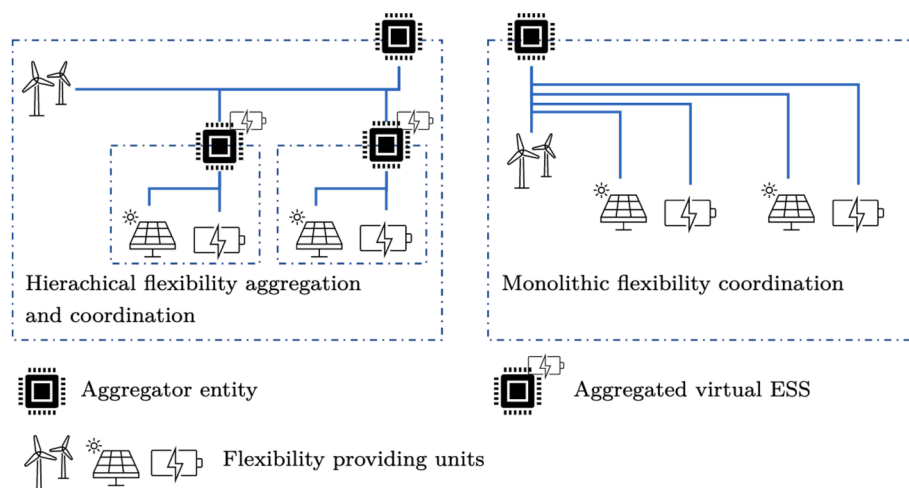 Hierachical flexibility aggregation
and coordination
Monolithic flexibility coordination
Aggregator entity
Aggregated virtual ESS
Flexibility providing units